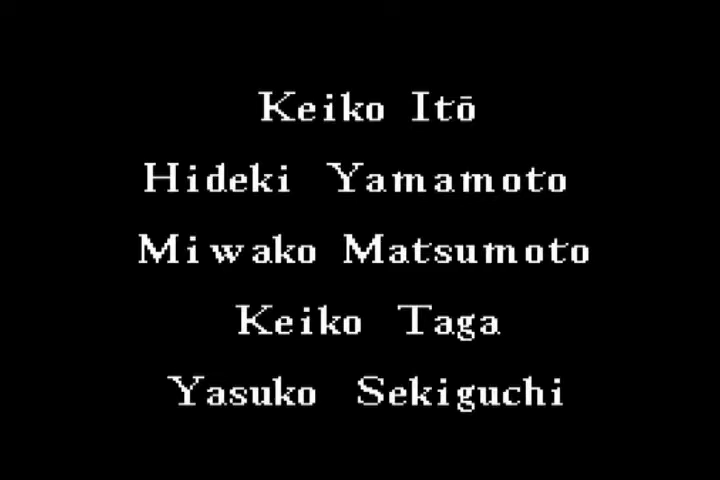 Keiko Itō
Hideki Yamamoto
Miwako Matsumoto
Keiko Taga
Yasuko Sekiguchi